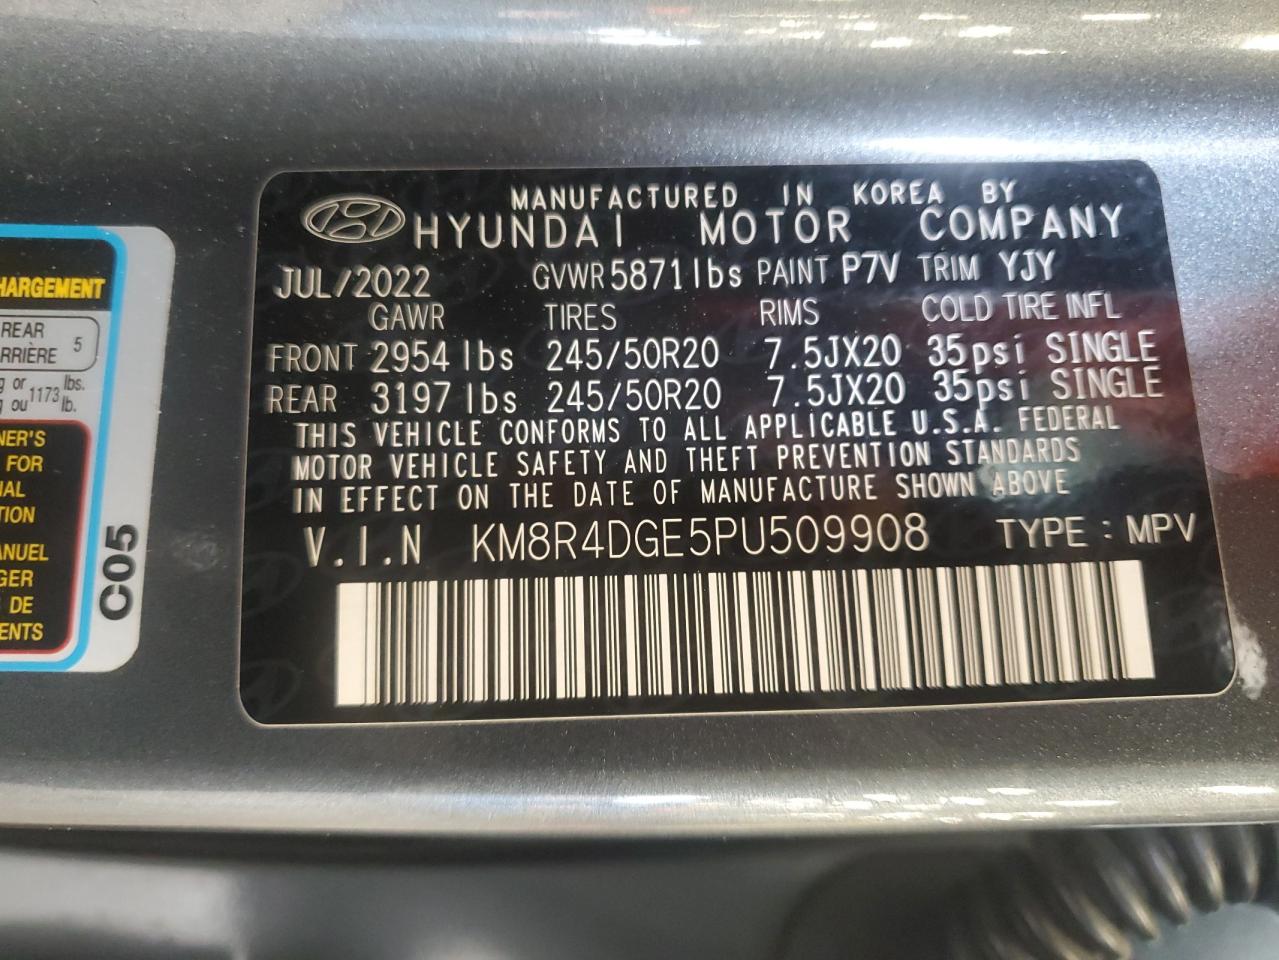 MANUFACTURED IN KOREA BY
HYUNDAI MOTOR COMPANY
JUL/2022 GVWR 5871lbs PAINT P7V TRIM YJY
GAWR TIRES RIMS COLD TIRE INFL
FRONT 2954 lbs 245/50R20 7.5JX20 35psi SINGLE
REAR 3197 lbs 245/50R20 7.5JX20 35psi SINGLE
THIS VEHICLE CONFORMS TO ALL APPLICABLE U.S.A. FEDERAL
MOTOR VEHICLE SAFETY AND THEFT PREVENTION STANDARDS
IN EFFECT ON THE DATE OF MANUFACTURE SHOWN ABOVE
V.I.N KM8R4DGE5PU509908 TYPE : MPV
HARGEMENT
REAR
RRIÈRE 5
g or 1173 lbs.
g ou lb.
NER'S
FOR
IAL
TION
ANUEL
GER
DE
ENTS
C05